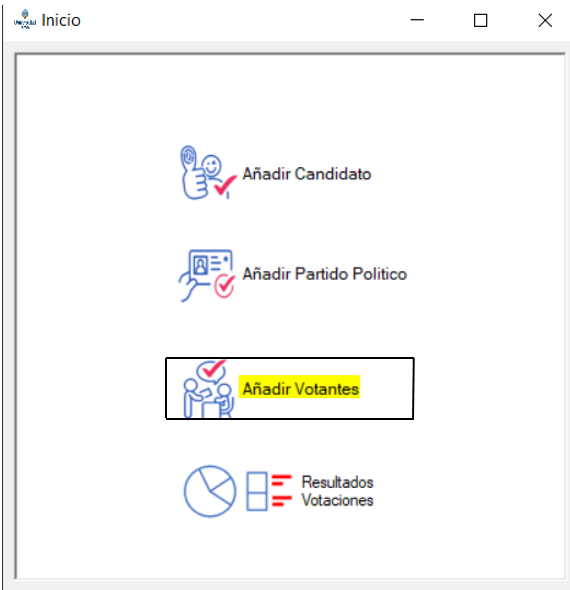 Inicio
Añadir Candidato
Añadir Partido Politico
Añadir Votantes
Resultados
Votaciones